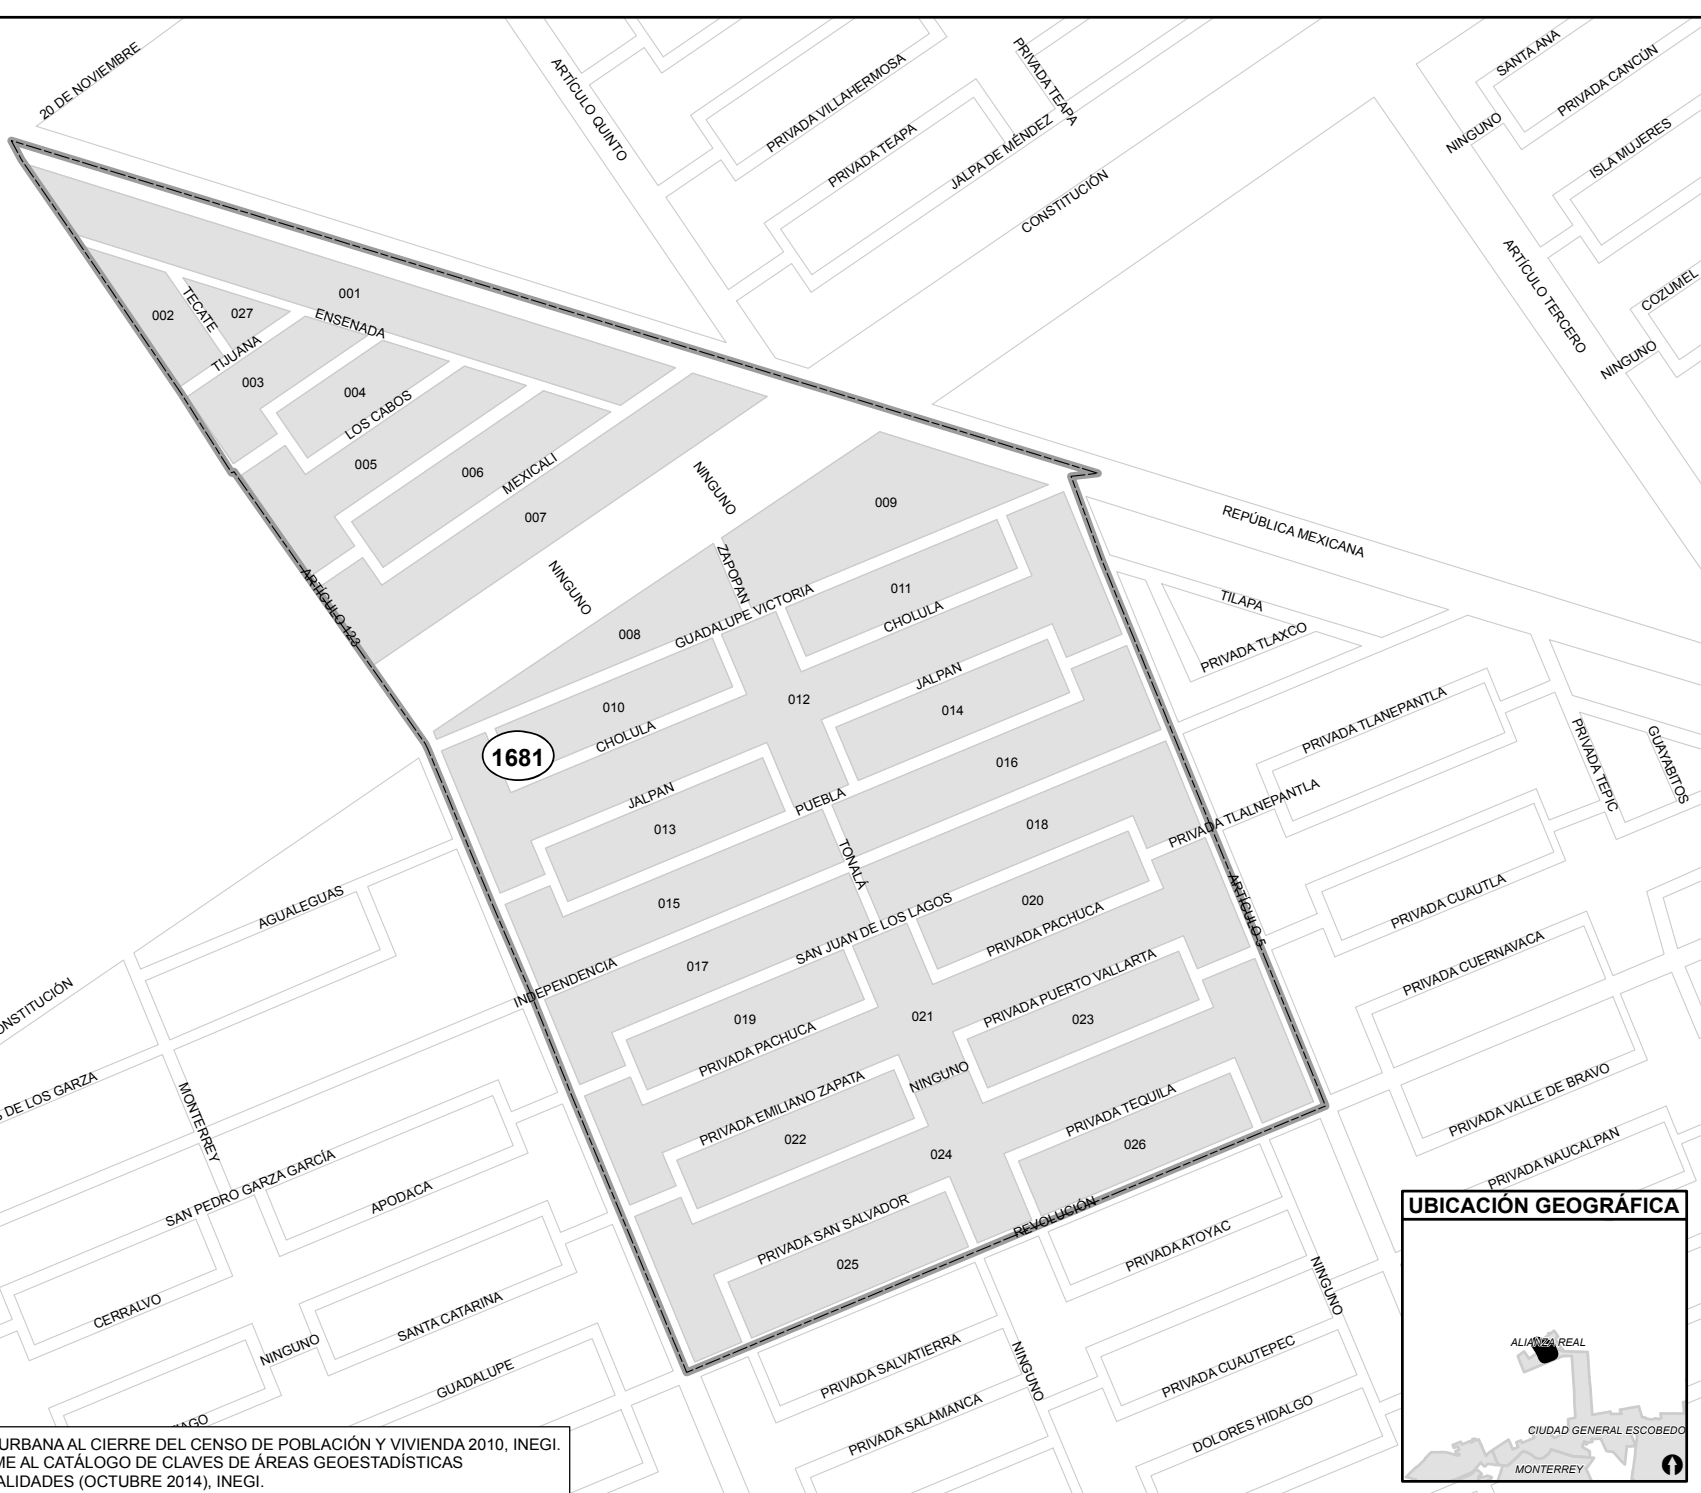 20 DE NOVIEMBRE
ARTÍCULO QUINTO
PRIVADA VILLAHERMOSA
PRIVADA TEAPA
PRIVADA TEAPA
JALPA DE MÉNDEZ
CONSTITUCIÓN
SANTA ANA
PRIVADA CANCÚN
NINGUNO
ISLA MUJERES
ARTÍCULO TERCERO
COZUMEL
NINGUNO
001
002
TECATE
027
ENSENADA
TIJUANA
003
004
LOS CABOS
005
006
MEXICALI
007
NINGUNO
NINGUNO
009
ZAPOPAN
REPÚBLICA MEXICANA
ARTÍCULO 123
008
GUADALUPE VICTORIA
011
CHOLULA
TILAPA
PRIVADA TLAXCO
010
CHOLULA
012
JALPAN
014
1681
PRIVADA TLANEPANTLA
PRIVADA TEPIC
GUAYABITOS
JALPAN
013
PUEBLA
016
PRIVADA TLALNEPANTLA
018
TONALÁ
015
AGUALEGUAS
SAN JUAN DE LOS LAGOS
020
PRIVADA PACHUCA
ARTÍCULO 5
PRIVADA CUAUTLA
INDEPENDENCIA
017
PRIVADA PUERTO VALLARTA
PRIVADA CUERNAVACA
ONSTITUCIÓN
019
PRIVADA PACHUCA
021
023
DE LOS GARZA
MONTERREY
PRIVADA EMILIANO ZAPATA
NINGUNO
022
PRIVADA TEQUILA
026
PRIVADA VALLE DE BRAVO
PRIVADA NAUCALPAN
SAN PEDRO GARZA GARCÍA
APODACA
024
PRIVADA SAN SALVADOR
REVOLUCIÓN
025
PRIVADA ATOYAC
NINGUNO
CERRALVO
NINGUNO
SANTA CATARINA
GUADALUPE
PRIVADA SALVATIERRA
NINGUNO
PRIVADA CUAUTEPEC
PRIVADA SALAMANCA
DOLORES HIDALGO
AGO
UBICACIÓN GEOGRÁFICA
ALIANZA REAL
CIUDAD GENERAL ESCOBEDO
MONTERREY
URBANA AL CIERRE DEL CENSO DE POBLACIÓN Y VIVIENDA 2010, INEGI.
ME AL CATÁLOGO DE CLAVES DE ÁREAS GEOESTADÍSTICAS
ALIDADES (OCTUBRE 2014), INEGI.